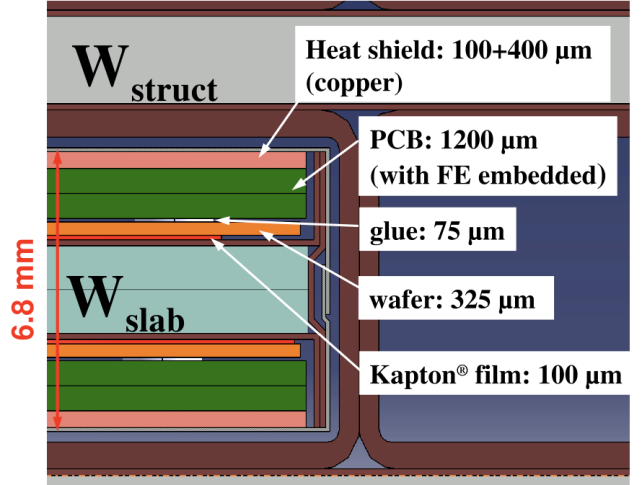 W struct
Heat shield: 100+400 µm
(copper)
PCB: 1200 µm
(with FE embedded)
glue: 75 µm
6.8 mm
W slab
wafer: 325 µm
Kapton® film: 100 µm